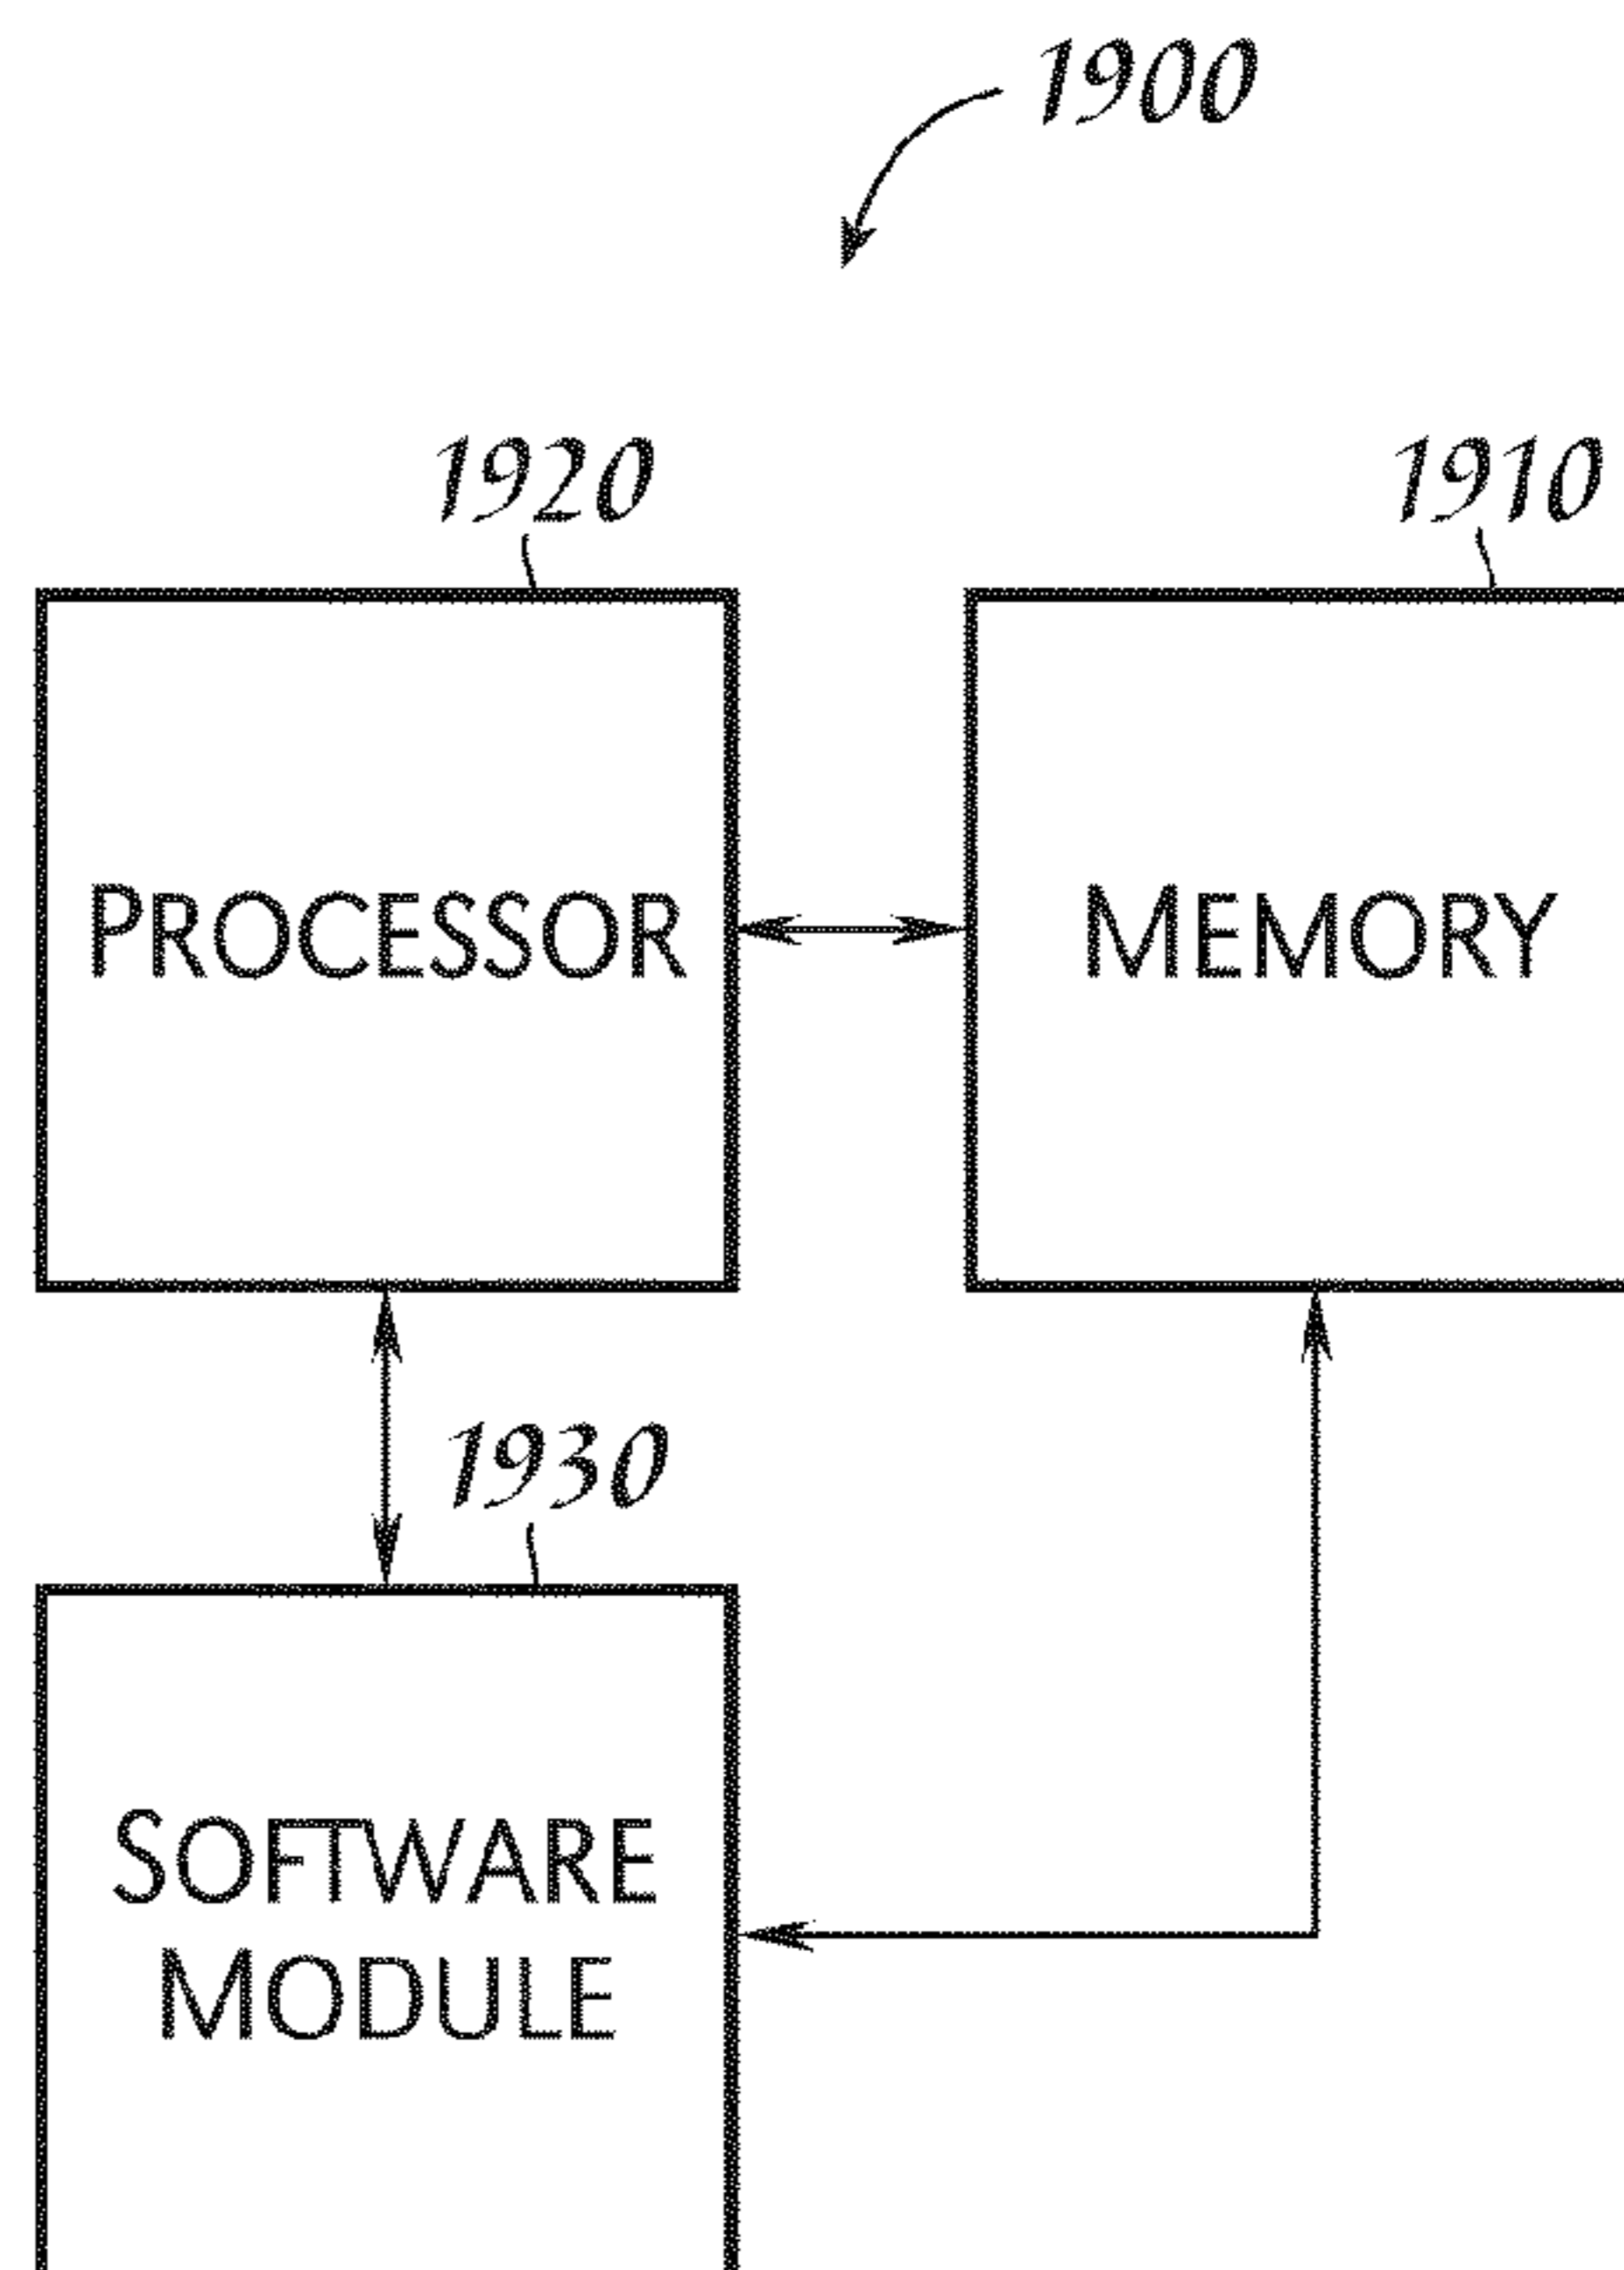 1900
1920
1910
PROCESSOR
MEMORY
1930
SOFTWARE
MODULE